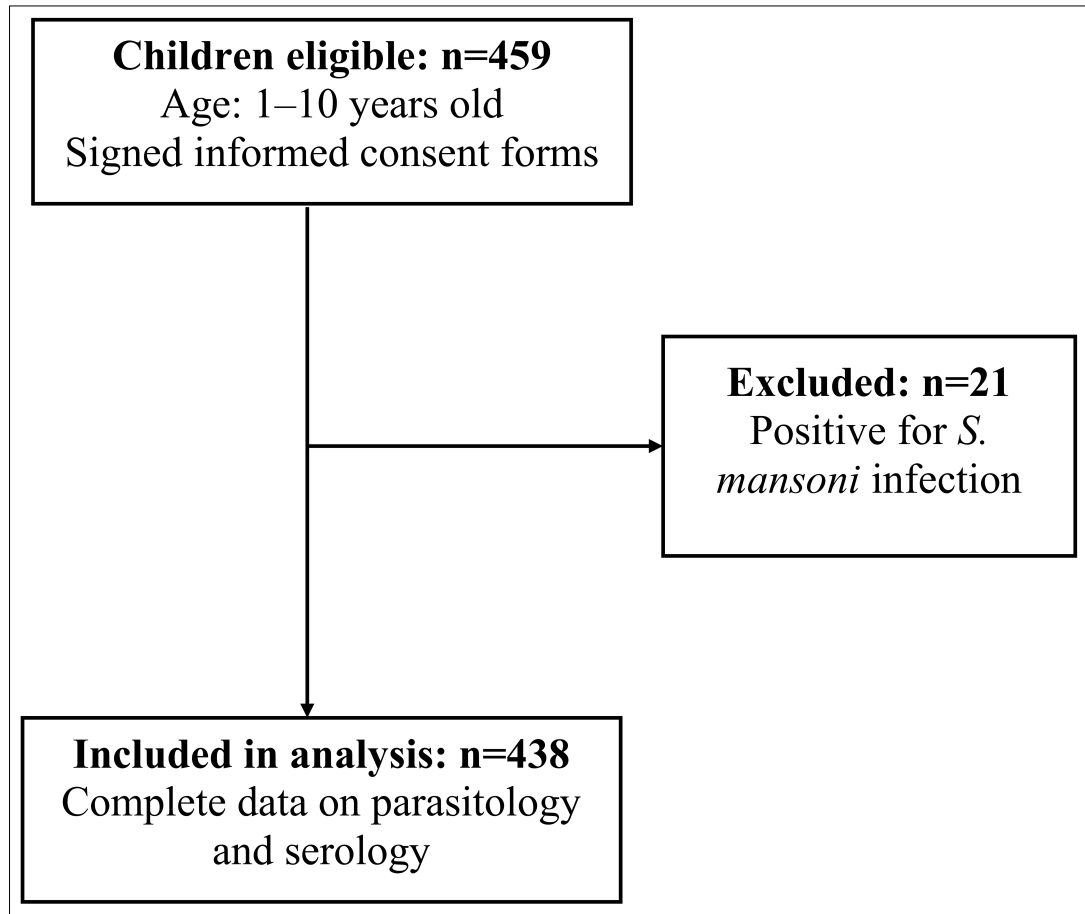 Children eligible: n=459
Age: 1–10 years old
Signed informed consent forms
Excluded: n=21
Positive for S.
mansoni infection
Included in analysis: n=438
Complete data on parasitology
and serology